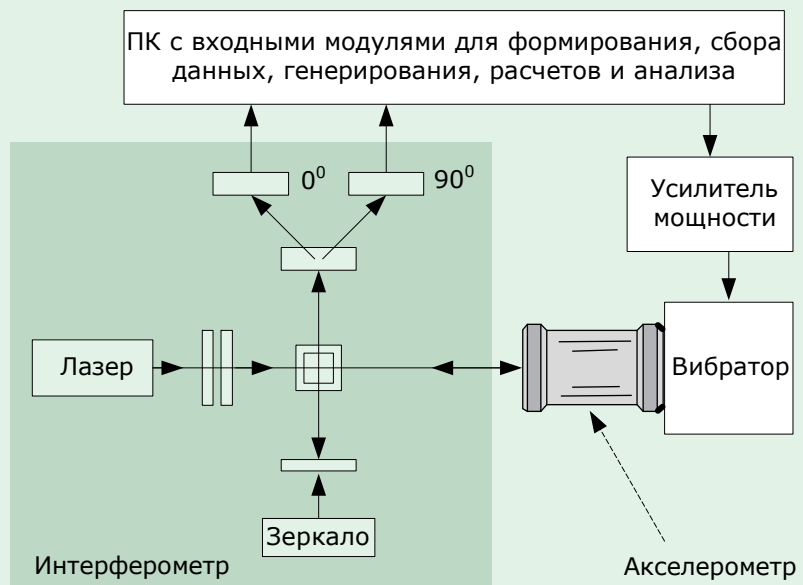 ПК с входными модулями для формирования, сбора
данных, генерирования, расчетов и анализа
0⁰
90⁰
Усилитель
мощности
Лазер
Вибратор
Зеркало
Интерферометр
Акселерометр